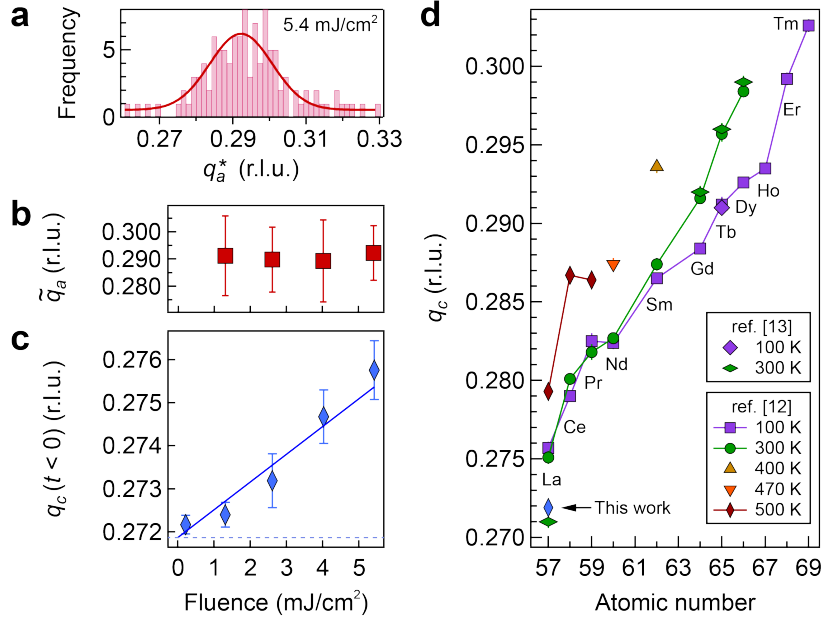 a
Frequency
5
0
5.4 mJ/cm²
0.27 0.29 0.31 0.33
q*a (r.l.u.)
b
q̃a (r.l.u.)
0.300
0.290
0.280
c
qc (t < 0) (r.l.u.)
0.276
0.275
0.274
0.273
0.272
0 1 2 3 4 5
Fluence (mJ/cm²)
d
qc (r.l.u.)
0.300
0.295
0.290
0.285
0.280
0.275
0.270
Tm
Er
Ho
Dy
Tb
Gd
Sm
Nd
Pr
Ce
La
This work
ref. [13]
100 K
300 K
ref. [12]
100 K
300 K
400 K
470 K
500 K
57 59 61 63 65 67 69
Atomic number